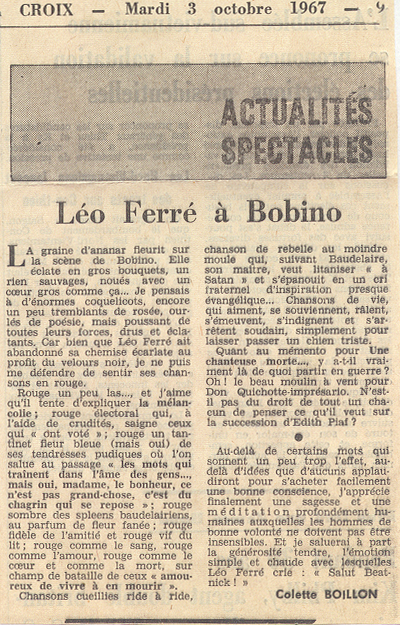 CROIX — Mardi 3 octobre 1967 — 9
ACTUALITÉS
SPECTACLES
Léo Ferré à Bobino
LA graine d'ananar fleurit sur
la scène de Bobino. Elle
éclate en gros bouquets, un
rien sauvages, noués avec un
cœur gros comme ça... Je pensais
à d'énormes coquelicots, encore
un peu tremblants de rosée, our-
lés de poésie, mais poussant de
toutes leurs forces, drus et écla-
tants. Car bien que Léo Ferré ait
abandonné sa chemise écarlate au
profit du velours noir, je ne puis
me défendre de sentir ses chan-
sons en rouge.
Rouge un peu las..., et j'aime
qu'il tente d'expliquer la mélan-
colie ; rouge électoral qui, à
l'aide de crudités, saigne ceux
qui « ont voté » ; rouge un tan-
tinet fleur bleue (mais oui) de
ses tendresses pudiques où l'on
salue au passage « les mots qui
traînent dans l'âme des gens...,
mais oui, madame, le bonheur, ce
n'est pas grand-chose, c'est du
chagrin qui se repose » ; rouge
sombre des spleens baudelairiens,
au parfum de fleur fanée ; rouge
fidèle de l'amitié et rouge vif du
lit ; rouge comme le sang, rouge
comme l'amour, rouge comme le
cœur et comme la mort, sur
champ de bataille de ceux « amou-
reux de vivre à en mourir ».
Chansons cueillies ride à ride,
chanson de rebelle au moindre
moule qui, suivant Baudelaire,
son maître, veut litaniser « à
Satan » et s'épanouit en un cri
fraternel d'inspiration presque
évangélique... Chansons de vie,
qui aiment, se souviennent, râlent,
s'émeuvent, s'indignent et s'ar-
rêtent soudain, simplement pour
laisser passer un chien triste.
Quant au mémento pour Une
chanteuse morte..., y a-t-il vrai-
ment là de quoi partir en guerre ?
Oh ! le beau moulin à vent pour
Don Quichotte-imprésario. N'est-
il pas du droit de tout un cha-
cun de penser ce qu'il veut sur
la succession d'Edith Piaf ?
●
Au-delà de certains mots qui
sonnent un peu trop l'effet, au-
delà d'idées que d'aucuns applau-
diront pour s'acheter facilement
une bonne conscience, j'apprécie
finalement une sagesse et une
méditation profondément hu-
maines auxquelles les hommes de
bonne volonté ne doivent pas être
insensibles. Et je saluerai à part
la générosité tendre, l'émotion
simple et chaude avec lesquelles
Léo Ferré crie : « Salut Beat-
nick ! »
Colette BOILLON